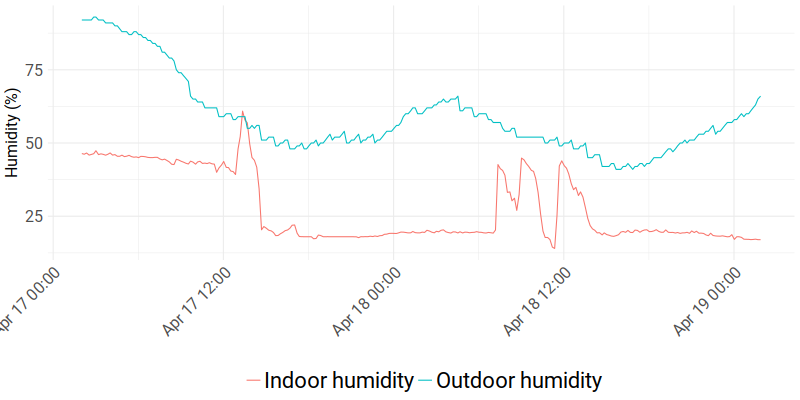 Humidity (%)
75
50
25
Apr 17 00:00
Apr 17 12:00
Apr 18 00:00
Apr 18 12:00
Apr 19 00:00
Indoor humidity
Outdoor humidity